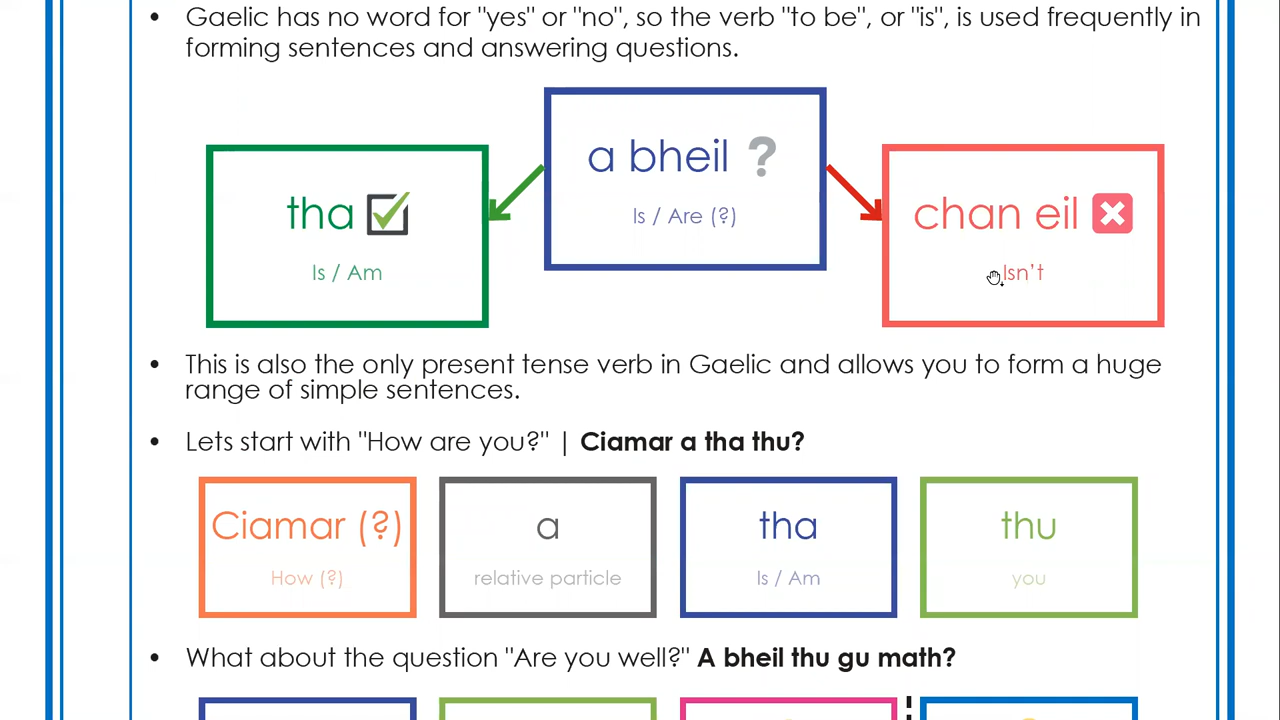 • Gaelic has no word for "yes" or "no", so the verb "to be", or "is", is used frequently in
forming sentences and answering questions.
a bheil ?
Is / Are (?)
tha
Is / Am
chan eil
Isn't
• This is also the only present tense verb in Gaelic and allows you to form a huge
range of simple sentences.
• Lets start with "How are you?" | Ciamar a tha thu?
Ciamar (?)
How (?)
a
relative particle
tha
Is / Am
thu
you
• What about the question "Are you well?" A bheil thu gu math?